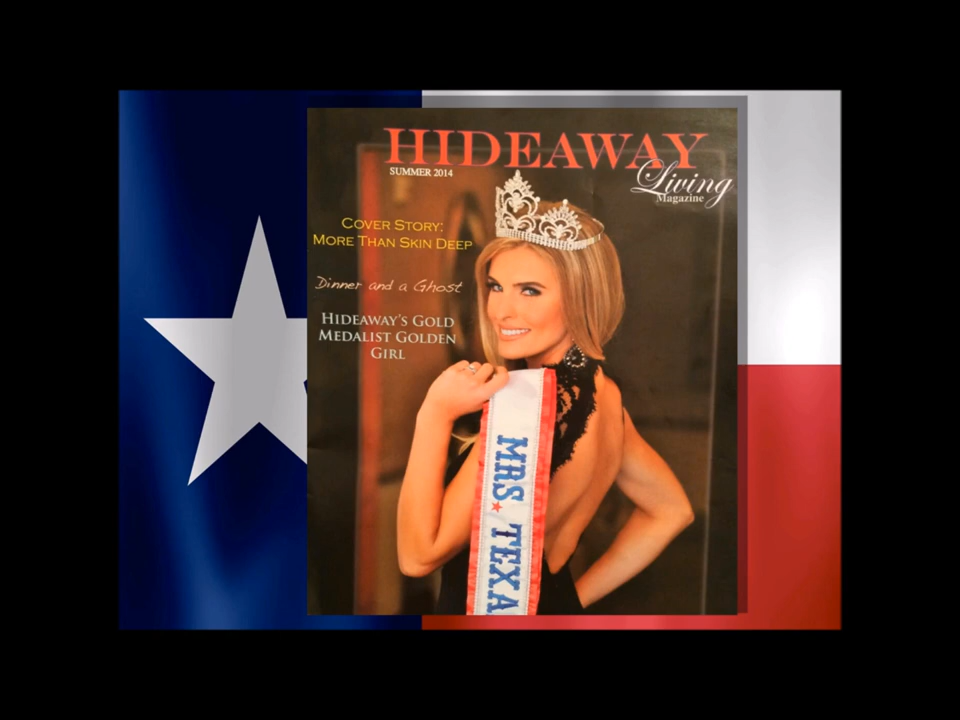 HIDEAWAY
SUMMER 2014
Living
Magazine
COVER STORY:
MORE THAN SKIN DEEP
Dinner and a Ghost
HIDEAWAY'S GOLD
MEDALIST GOLDEN
GIRL
MRS. TEXA